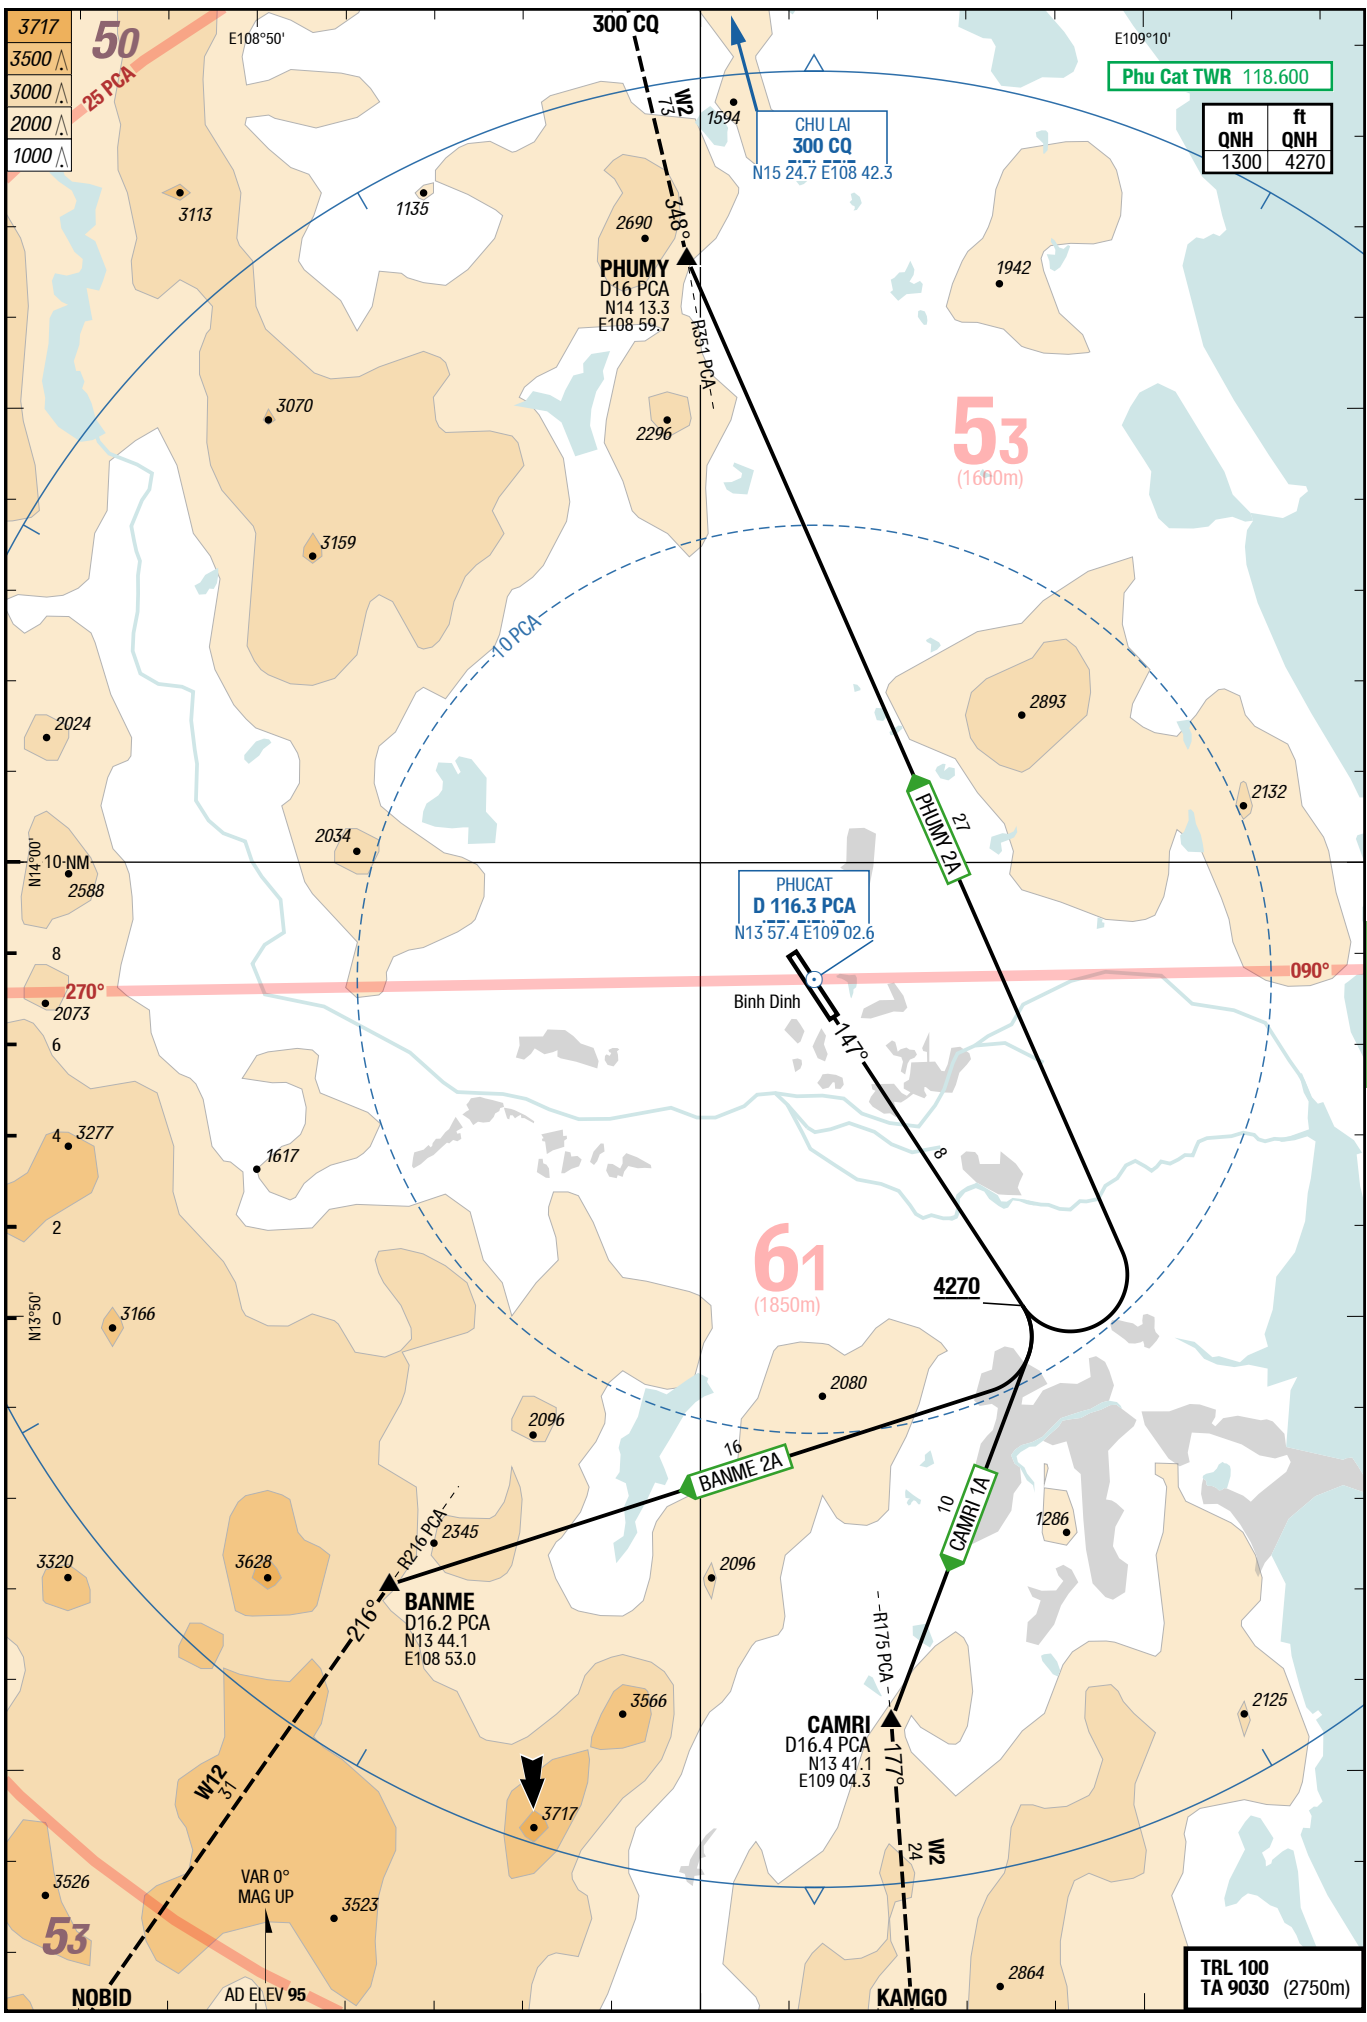 3717
3500
3000
2000
1000
50
25 PCA
E108°50'
300 CQ
W2
73
1594
CHU LAI
300 CQ
N15 24.7 E108 42.3
E109°10'
Phu Cat TWR 118.600
m ft
QNH QNH
1300 4270
3113
1135
2690
348°
PHUMY
D16 PCA
N14 13.3
E108 59.7
R351 PCA
1942
3070
2296
53
(1600m)
3159
10 PCA
2893
2024
2132
PHUMY 2A
27
2034
N14°00'
10 NM
2588
PHUCAT
D 116.3 PCA
N13 57.4 E109 02.6
8
270°
090°
2073
Binh Dinh
6
147°
4
3277
1617
8
2
61
(1850m)
4270
N13°50'
0
3166
2080
2096
16
BANME 2A
10
CAMRI 1A
1286
R216 PCA
2345
3320
3628
2096
BANME
D16.2 PCA
N13 44.1
E108 53.0
216°
R175 PCA
3566
2125
CAMRI
D16.4 PCA
N13 41.1
E109 04.3
177°
W12
31
3717
W2
24
3526
VAR 0°
MAG UP
3523
53
2864
TRL 100
TA 9030 (2750m)
NOBID
AD ELEV 95
KAMGO